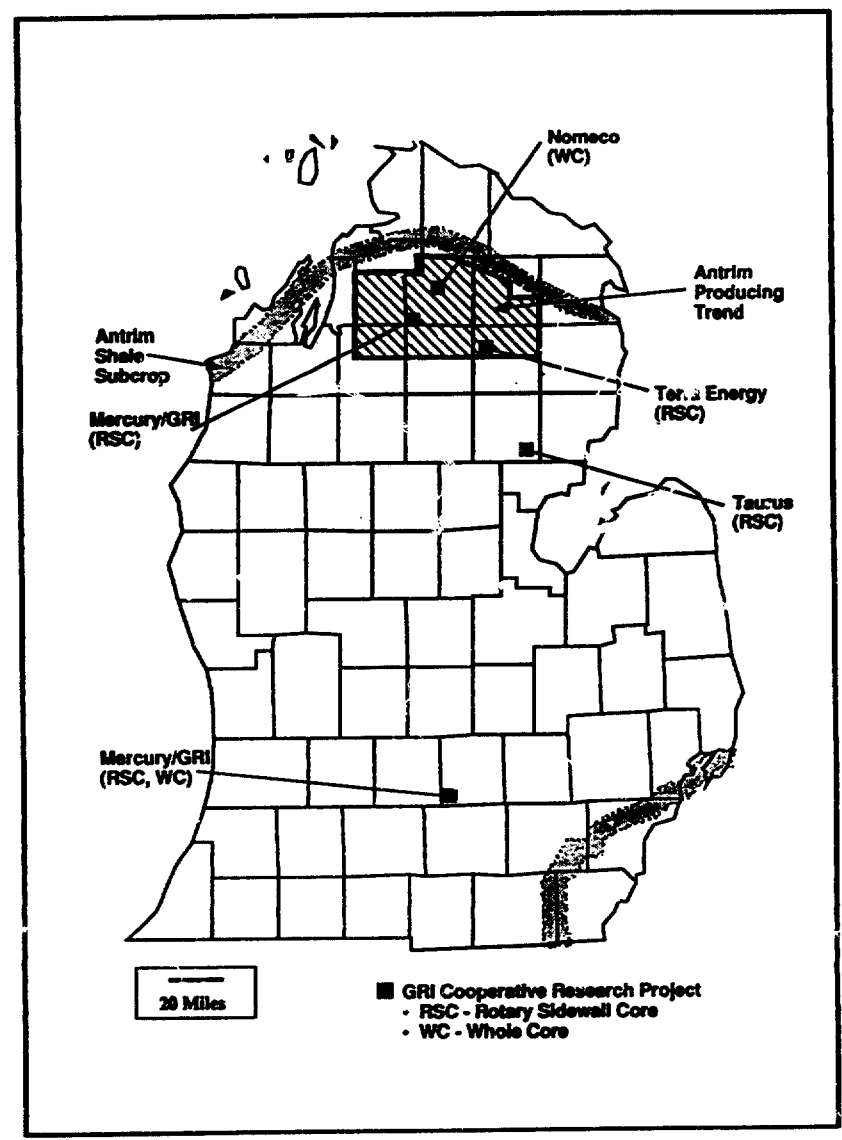 Nomeco
(WC)
Antrim
Producing
Trend
Antrim
Shale
Subcrop
Mercury/GRI
(RSC)
Energy
(RSC)
Taurus
(RSC)
Mercury/GRI
(RSC, WC)
20 Miles
GRI Cooperative Research Project
• RSC - Rotary Sidewall Core
• WC - Whole Core